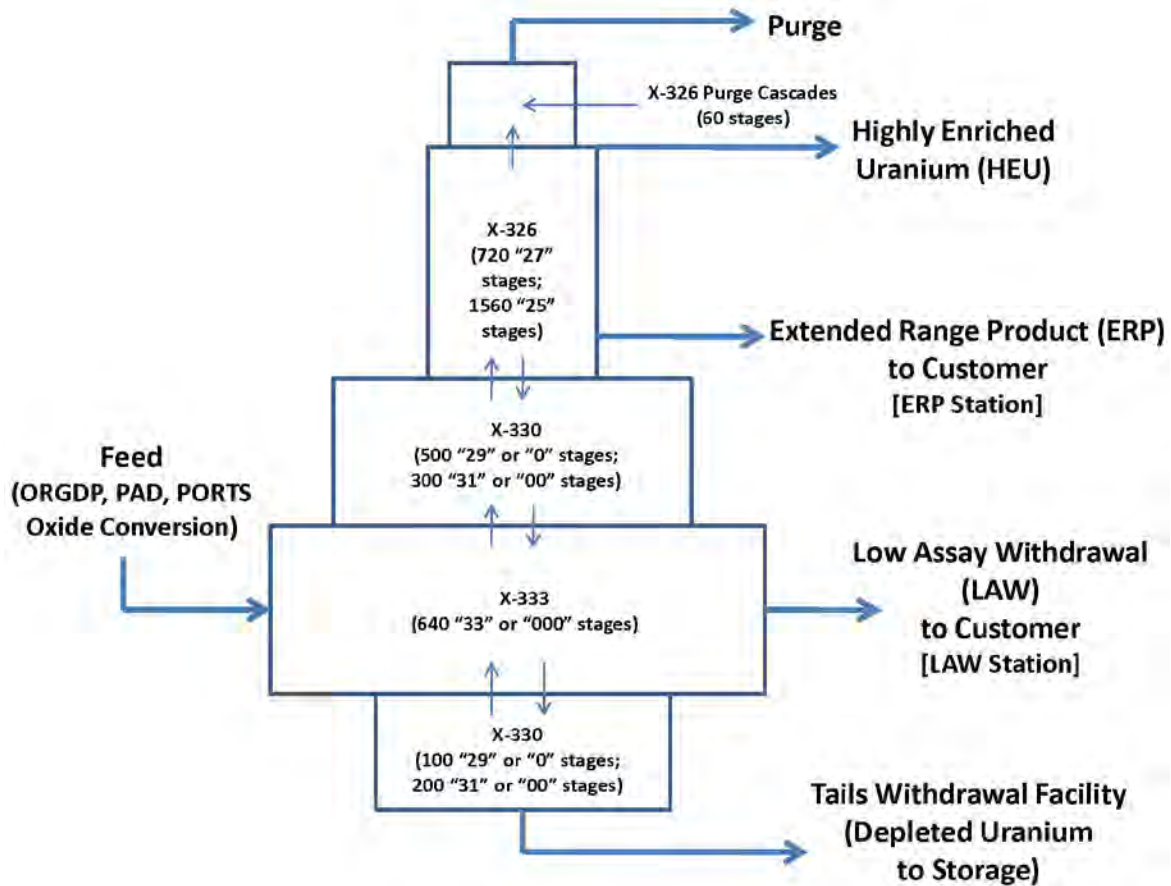 Purge
X-326 Purge Cascades
(60 stages)
Highly Enriched
Uranium (HEU)
X-326
(720 “27”
stages;
1560 “25”
stages)
Extended Range Product (ERP)
to Customer
[ERP Station]
X-330
(500 “29” or “0” stages;
300 “31” or “00” stages)
Feed
(ORGDP, PAD, PORTS
Oxide Conversion)
Low Assay Withdrawal
(LAW)
to Customer
[LAW Station]
X-333
(640 “33” or “000” stages)
X-330
(100 “29” or “0” stages;
200 “31” or “00” stages)
Tails Withdrawal Facility
(Depleted Uranium
to Storage)